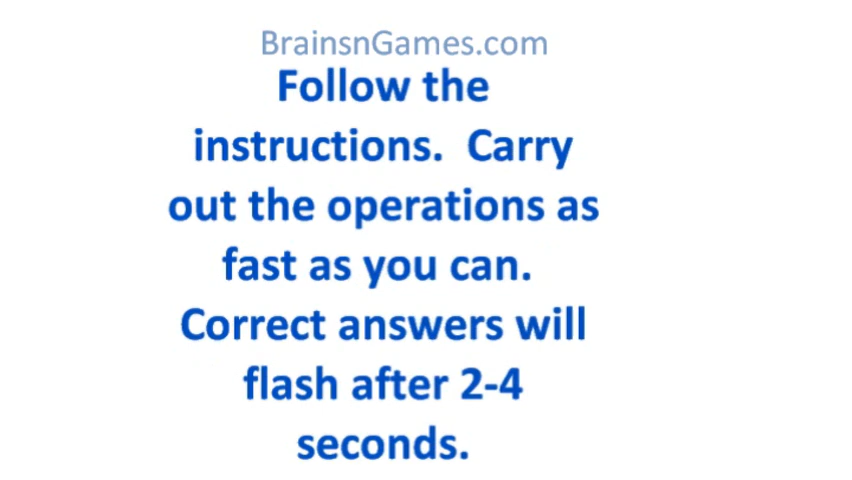 BrainsnGames.com
Follow the
instructions.  Carry
out the operations as
fast as you can.
Correct answers will
flash after 2-4
seconds.